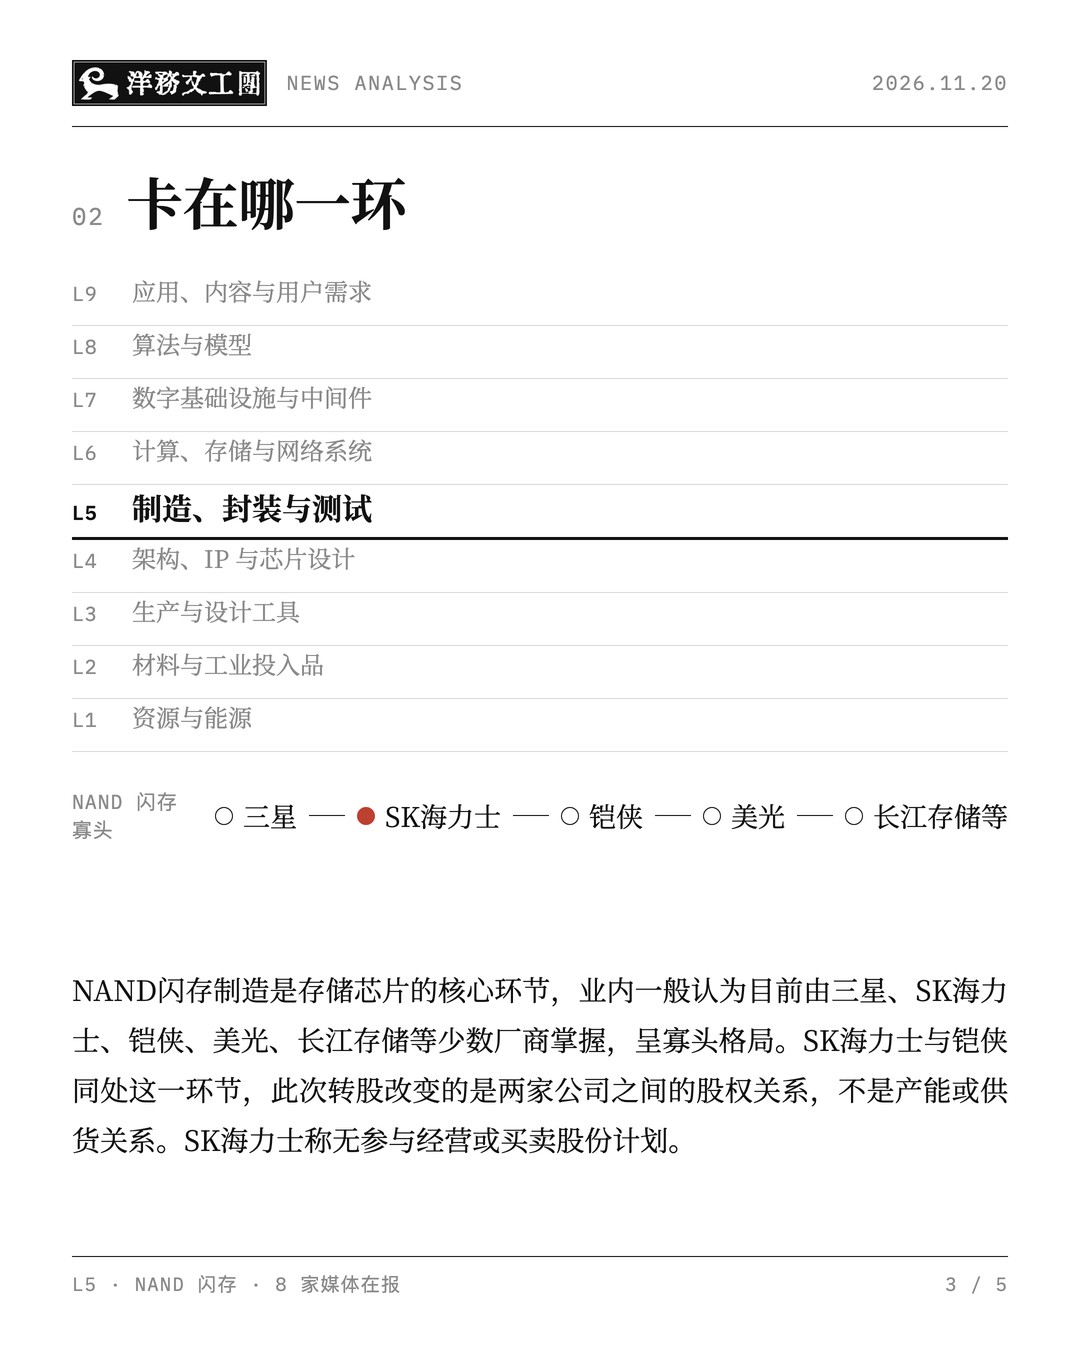 洋務文工團 NEWS ANALYSIS 2026.11.20
02 卡在哪一环
L9 应用、内容与用户需求
L8 算法与模型
L7 数字基础设施与中间件
L6 计算、存储与网络系统
L5 制造、封装与测试
L4 架构、IP 与芯片设计
L3 生产与设计工具
L2 材料与工业投入品
L1 资源与能源
NAND 闪存
寡头
三星 SK海力士 铠侠 美光 长江存储等
NAND闪存制造是存储芯片的核心环节，业内一般认为目前由三星、SK海力
士、铠侠、美光、长江存储等少数厂商掌握，呈寡头格局。SK海力士与铠侠
同处这一环节，此次转股改变的是两家公司之间的股权关系，不是产能或供
货关系。SK海力士称无参与经营或买卖股份计划。
L5 · NAND 闪存 · 8 家媒体在报 3 / 5